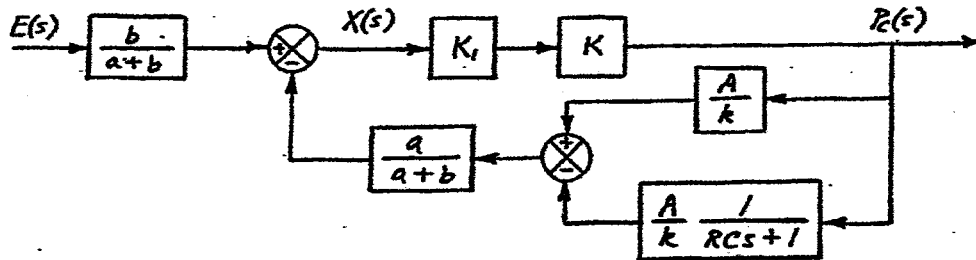 E(s)
b
a+b
+
-
X(s)
K₁
K
Pc(s)
A
k
+
-
a
a+b
A 1
k RCs+1